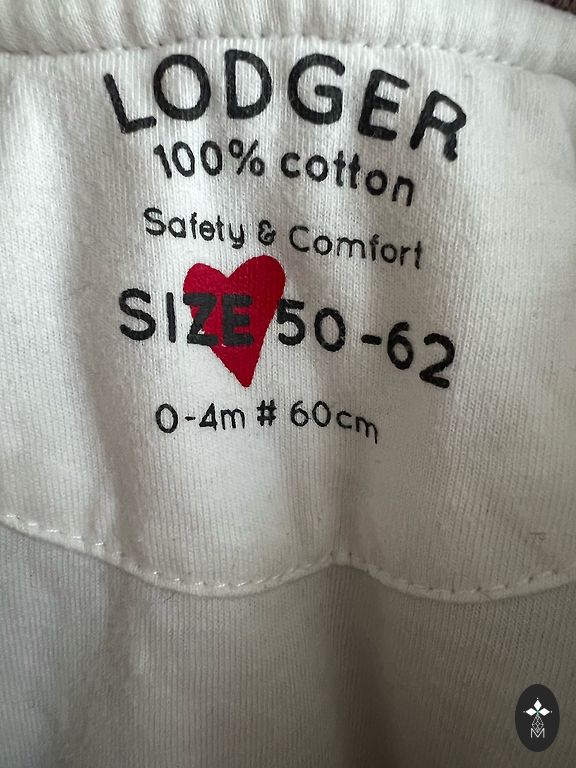 LODGER
100% cotton
Safety & Comfort
SIZE 50-62
0-4m # 60cm
M